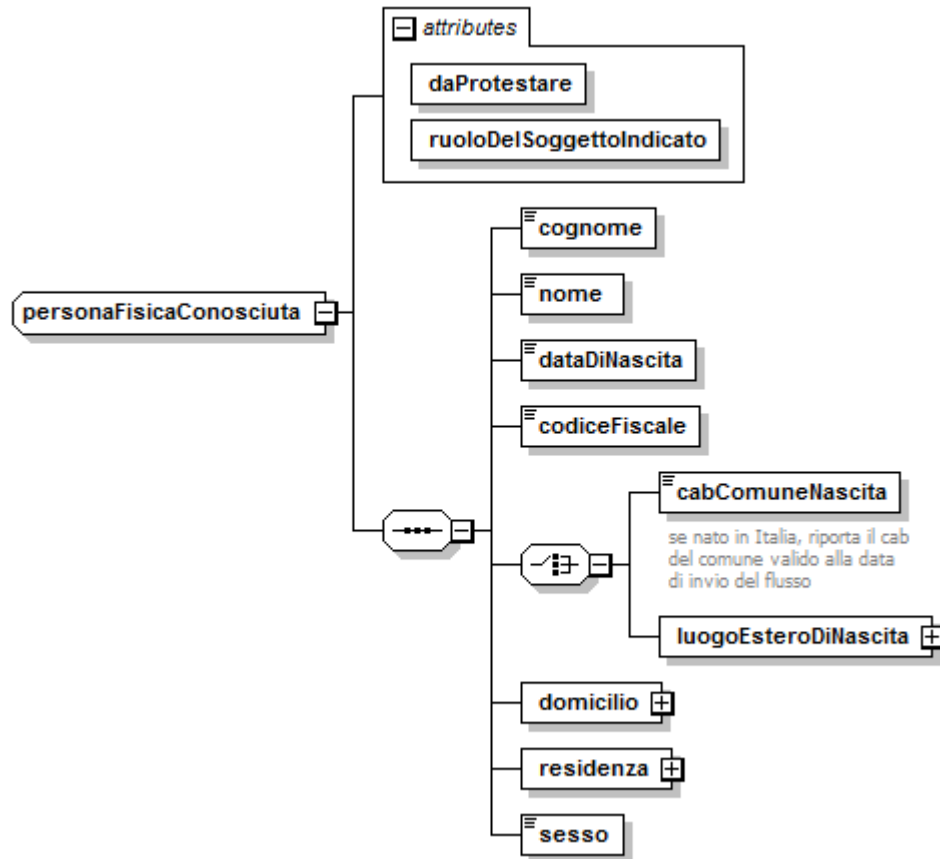 attributes
daProtestare
ruoloDelSoggettoIndicato
personaFisicaConosciuta
cognome
nome
dataDiNascita
codiceFiscale
cabComuneNascita
se nato in Italia, riporta il cab
del comune valido alla data
di invio del flusso
luogoEsteroDiNascita
domicilio
residenza
sesso